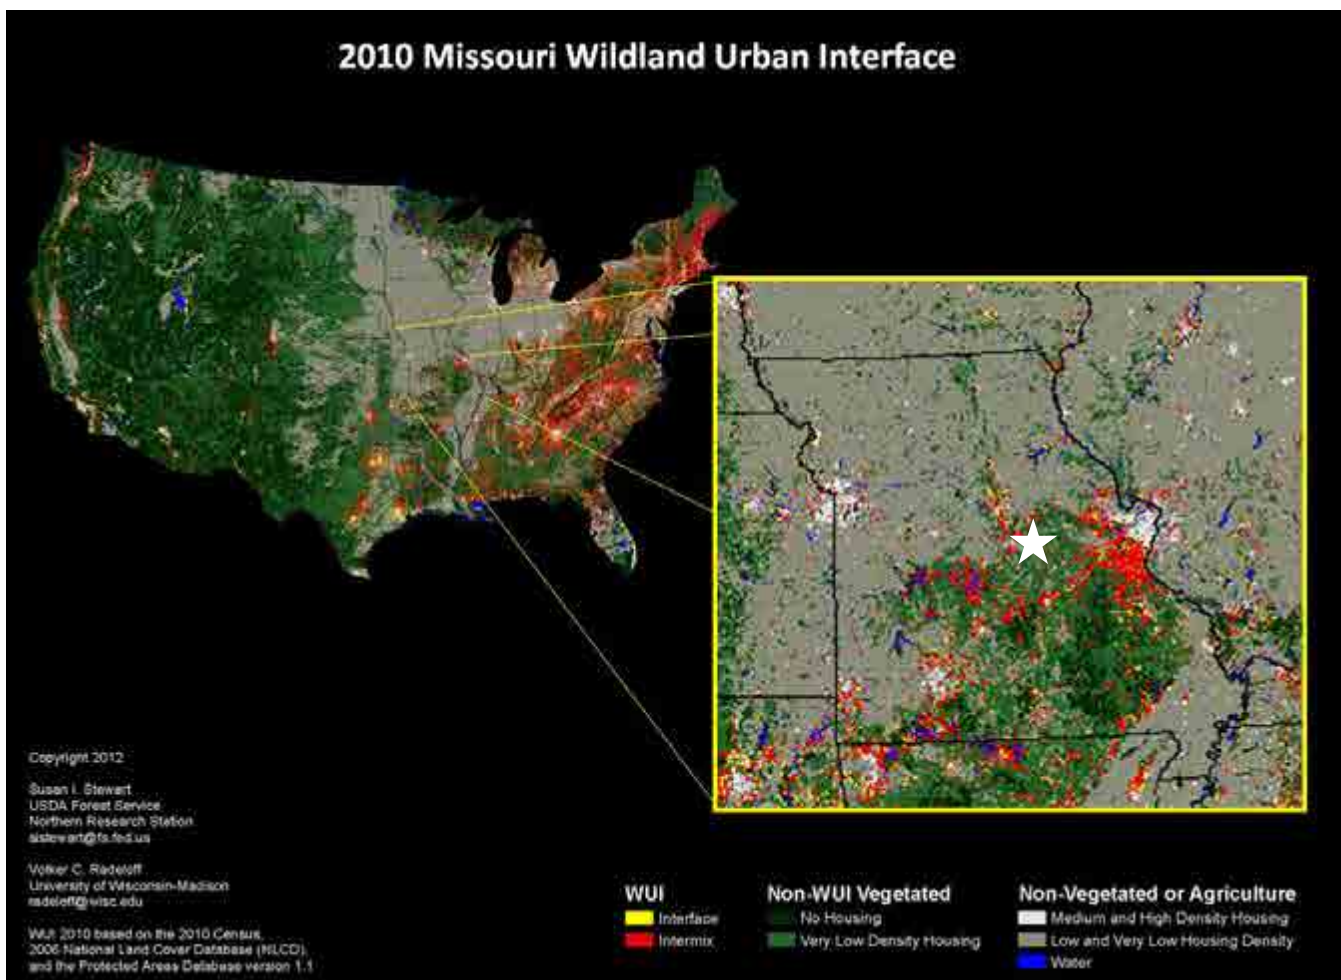 2010 Missouri Wildland Urban Interface
Copyright 2012
Susan I. Stewart
USDA Forest Service
Northern Research Station
sistewart@fs.fed.us
Volker C. Radeloff
University of Wisconsin-Madison
radeloff@wisc.edu
WUI 2010 based on the 2010 Census,
2006 National Land Cover Database (NLCD),
and the Protected Areas Database version 1.1
WUI
Interface
Intermix
Non-WUI Vegetated
No Housing
Very Low Density Housing
Non-Vegetated or Agriculture
Medium and High Density Housing
Low and Very Low Housing Density
Water